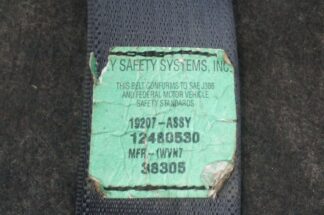 SAFETY SYSTEMS, INC.
THIS BELT CONFORMS TO SAE J386
AND FEDERAL MOTOR VEHICLE
SAFETY STANDARDS
19207-ASSY
12480530
MFR-1WVN7
38305